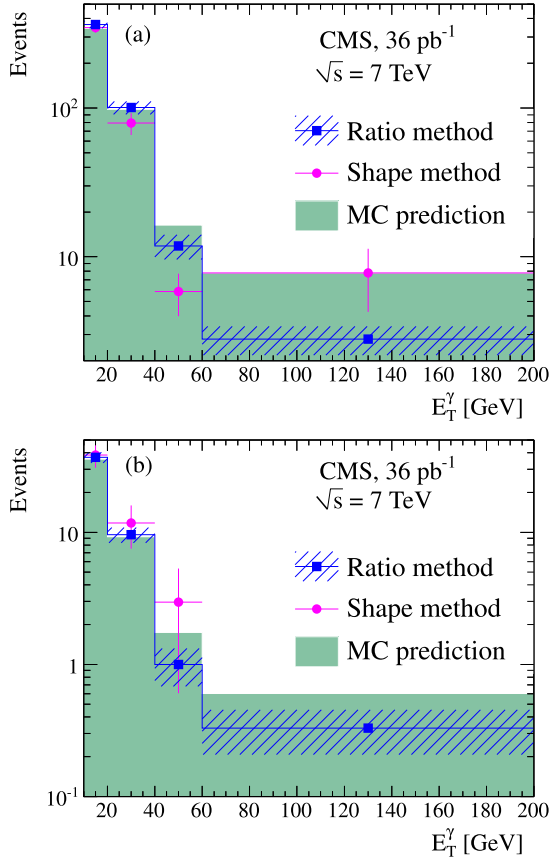 Events
(a)
CMS, 36 pb⁻¹
√s = 7 TeV
10²
Ratio method
Shape method
MC prediction
10
20 40 60 80 100 120 140 160 180 200
E_T^γ [GeV]
Events
(b)
CMS, 36 pb⁻¹
√s = 7 TeV
10
Ratio method
Shape method
MC prediction
1
10⁻¹
20 40 60 80 100 120 140 160 180 200
E_T^γ [GeV]